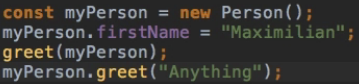 const myPerson = new Person();
myPerson.firstName = "Maximilian";
greet(myPerson);
myPerson.greet("Anything");